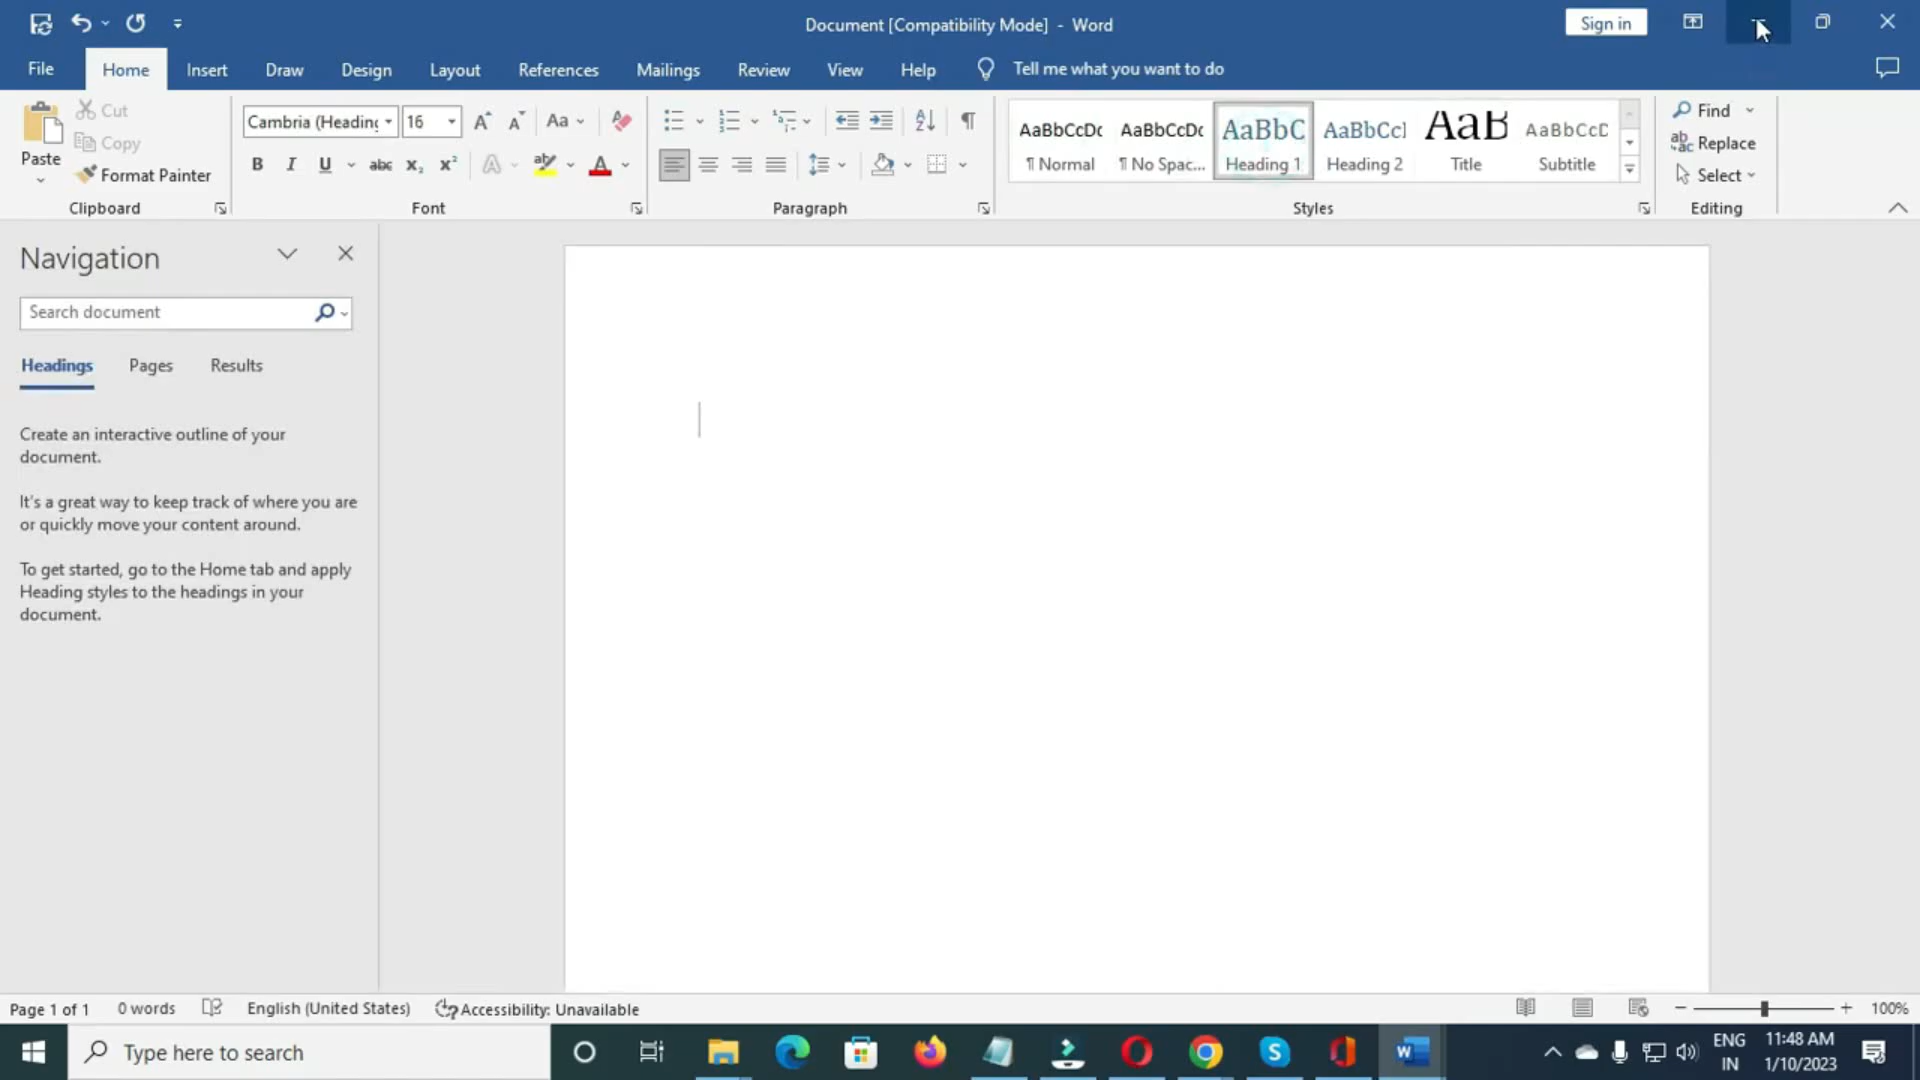 Document [Compatibility Mode] - Word
Sign in
File Home Insert Draw Design Layout References Mailings Review View Help Tell me what you want to do
Paste
Cut
Copy
Format Painter
Clipboard
Cambria (Heading 16
Aa
B I U abc x₂ x² A A
Font
Paragraph
AaBbCcDc AaBbCcDc AaBbC AaBbCcI AaB AaBbCcD
¶ Normal ¶ No Spac... Heading 1 Heading 2 Title Subtitle
Styles
Find
Replace
Select
Editing
Navigation
Search document
Headings Pages Results
Create an interactive outline of your
document.
It's a great way to keep track of where you are
or quickly move your content around.
To get started, go to the Home tab and apply
Heading styles to the headings in your
document.
Page 1 of 1 0 words English (United States) Accessibility: Unavailable 100%
Type here to search
ENG
IN
11:48 AM
1/10/2023